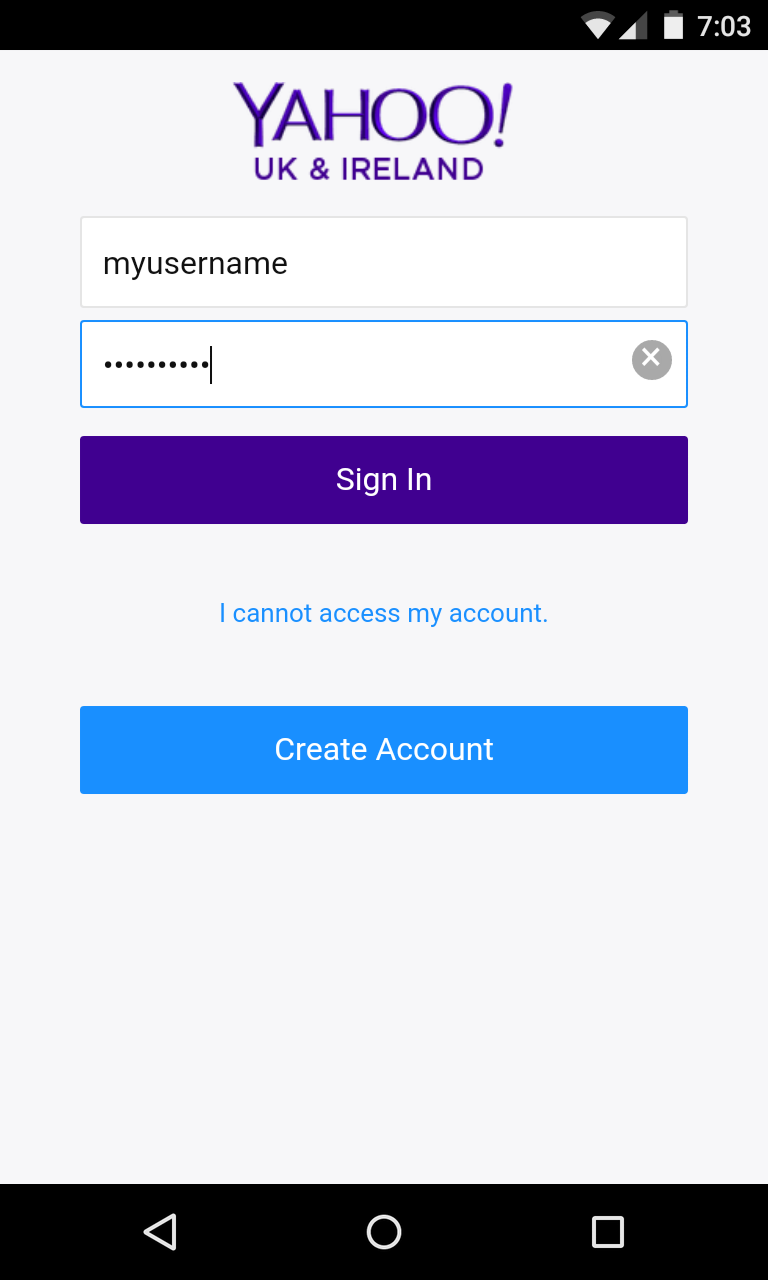 7:03
YAHOO!
UK & IRELAND
myusername
••••••••••
Sign In
I cannot access my account.
Create Account